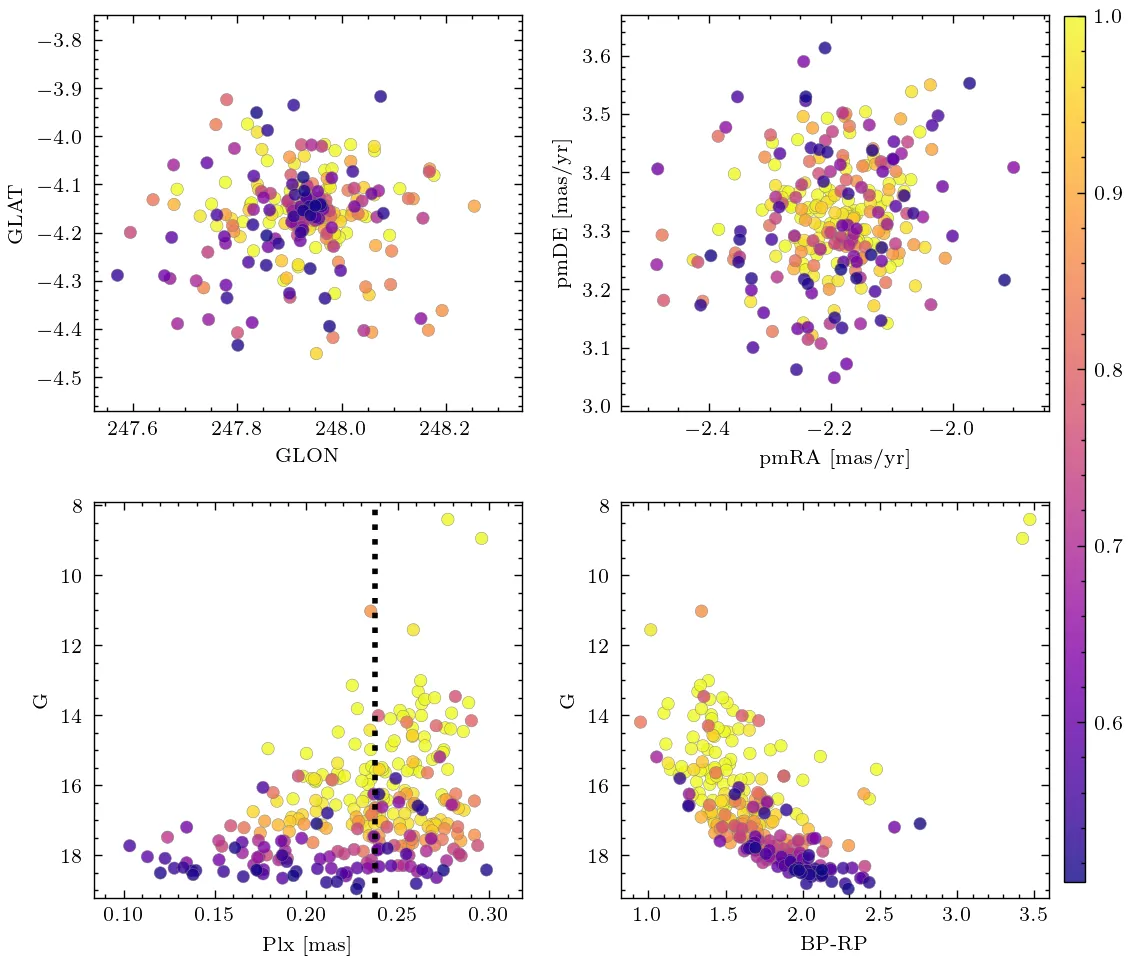 −3.8
−3.9
−4.0
−4.1
−4.2
−4.3
−4.4
−4.5
GLAT
247.6 247.8 248.0 248.2
GLON
3.6
3.5
3.4
3.3
3.2
3.1
3.0
pmDE [mas/yr]
−2.4 −2.2 −2.0
pmRA [mas/yr]
8
10
12
14
16
18
G
0.10 0.15 0.20 0.25 0.30
Plx [mas]
8
10
12
14
16
18
G
1.0 1.5 2.0 2.5 3.0 3.5
BP-RP
1.0
0.9
0.8
0.7
0.6